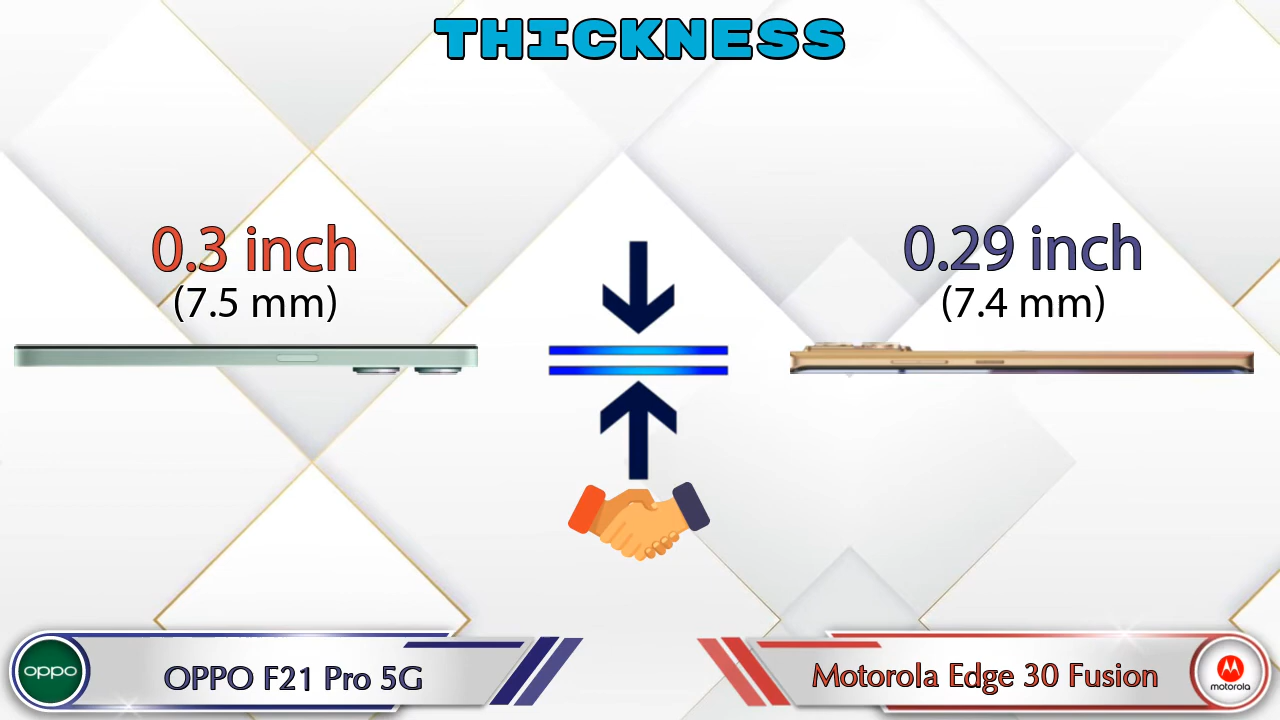 THICKNESS
0.3 inch
(7.5 mm)
0.29 inch
(7.4 mm)
oppo
OPPO F21 Pro 5G
Motorola Edge 30 Fusion
motorola